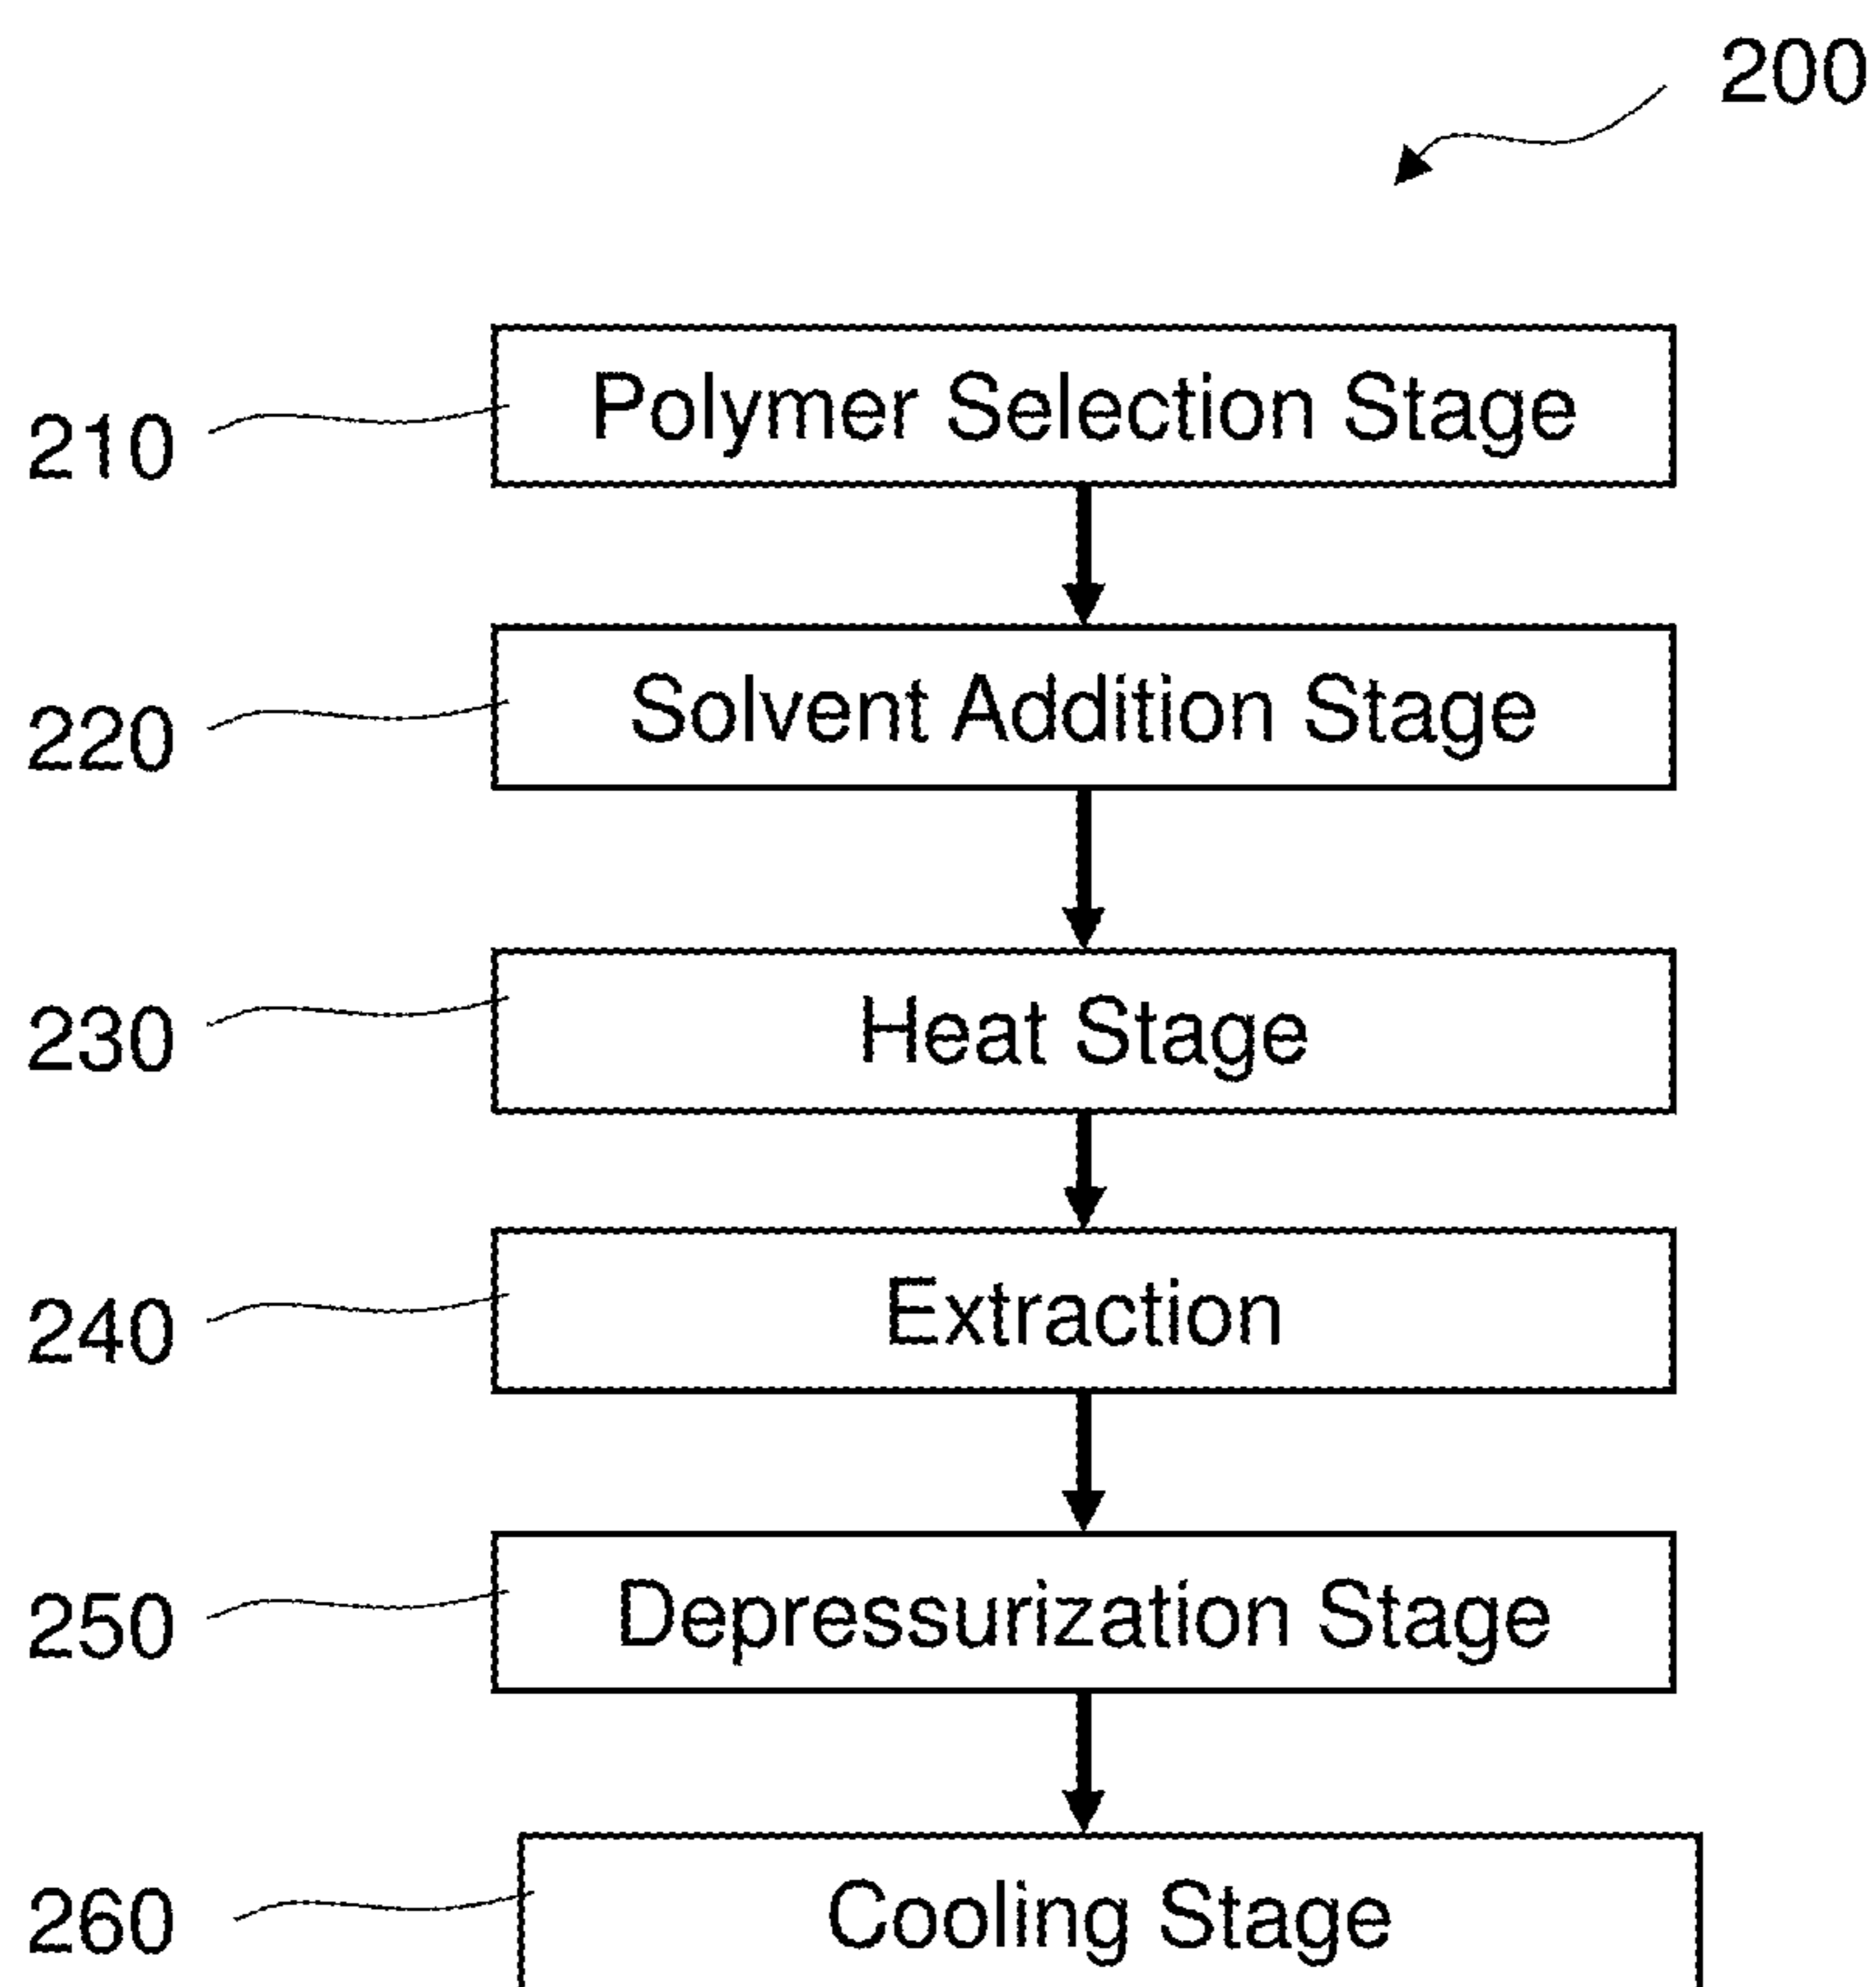 200
210 Polymer Selection Stage
220 Solvent Addition Stage
230 Heat Stage
240 Extraction
250 Depressurization Stage
260 Cooling Stage